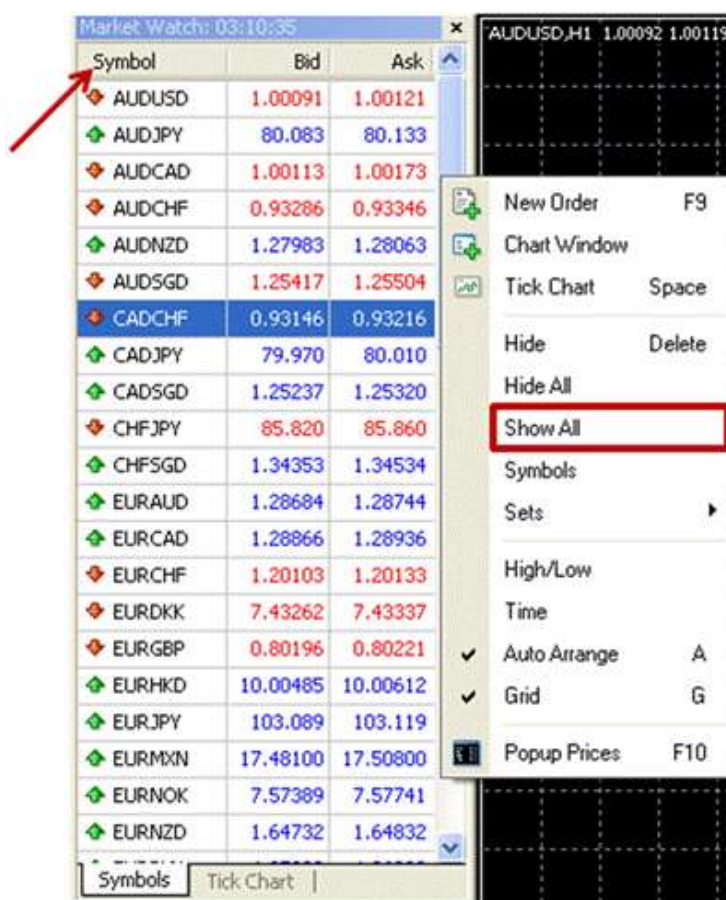 Market Watch: 03:10:35
Symbol Bid Ask
AUDUSD 1.00091 1.00121
AUDJPY 80.083 80.133
AUDCAD 1.00113 1.00173
AUDCHF 0.93286 0.93346
AUDNZD 1.27983 1.28063
AUDSGD 1.25417 1.25504
CADCHF 0.93146 0.93216
CADJPY 79.970 80.010
CADSGD 1.25237 1.25320
CHFJPY 85.820 85.860
CHFSGD 1.34353 1.34534
EURAUD 1.28684 1.28744
EURCAD 1.28866 1.28936
EURCHF 1.20103 1.20133
EURDKK 7.43262 7.43337
EURGBP 0.80196 0.80221
EURHKD 10.00485 10.00612
EURJPY 103.089 103.119
EURMXN 17.48100 17.50800
EURNOK 7.57389 7.57741
EURNZD 1.64732 1.64832
Symbols Tick Chart
AUDUSD,H1 1.00092 1.00119
New Order F9
Chart Window
Tick Chart Space
Hide Delete
Hide All
Show All
Symbols
Sets
High/Low
Time
Auto Arrange A
Grid G
Popup Prices F10